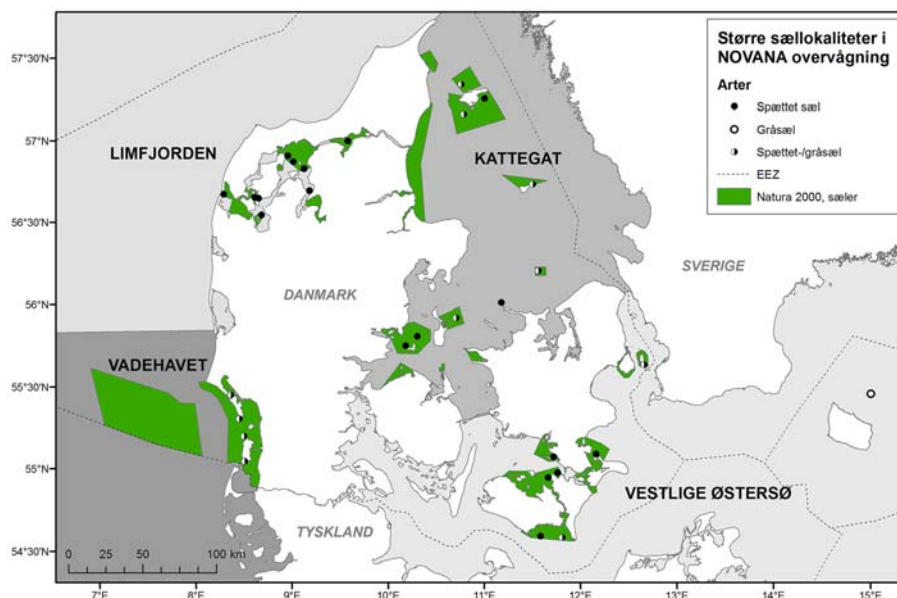 Større sællokaliteter i
NOVANA overvågning
Arter
Spættet sæl
Gråsæl
Spættet-/gråsæl
EEZ
Natura 2000, sæler
57°30'N
57°N
56°30'N
56°N
55°30'N
55°N
54°30'N
LIMFJORDEN
KATTEGAT
SVERIGE
DANMARK
VADEHAVET
VESTLIGE ØSTERSØ
TYSKLAND
0 25 50 100 km
7°E 8°E 9°E 10°E 11°E 12°E 13°E 14°E 15°E